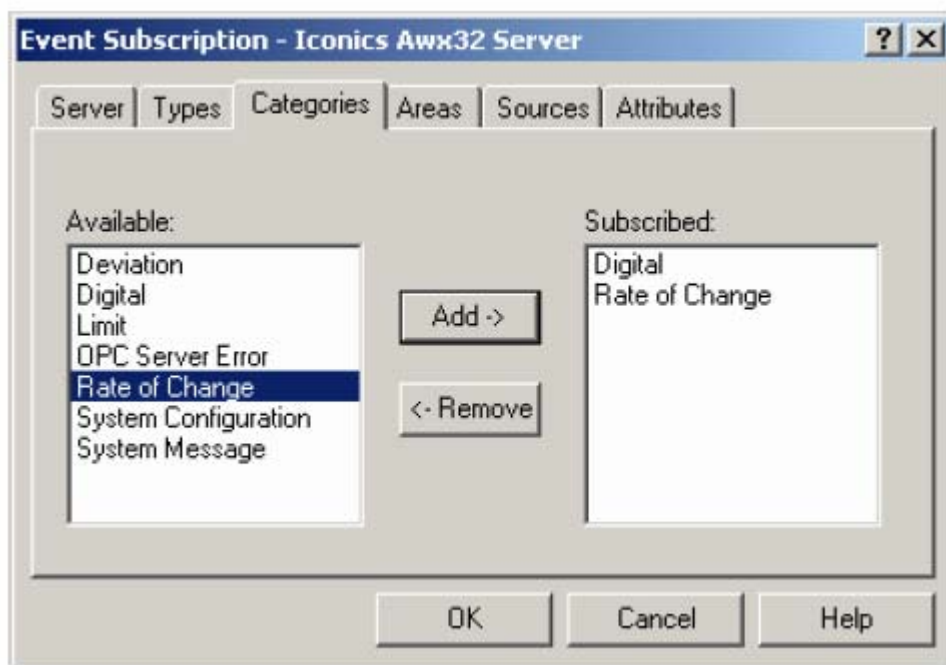 Event Subscription - Iconics Awx32 Server
Server Types Categories Areas Sources Attributes
Available:
Deviation
Digital
Limit
OPC Server Error
Rate of Change
System Configuration
System Message
Add ->
<- Remove
Subscribed:
Digital
Rate of Change
OK Cancel Help